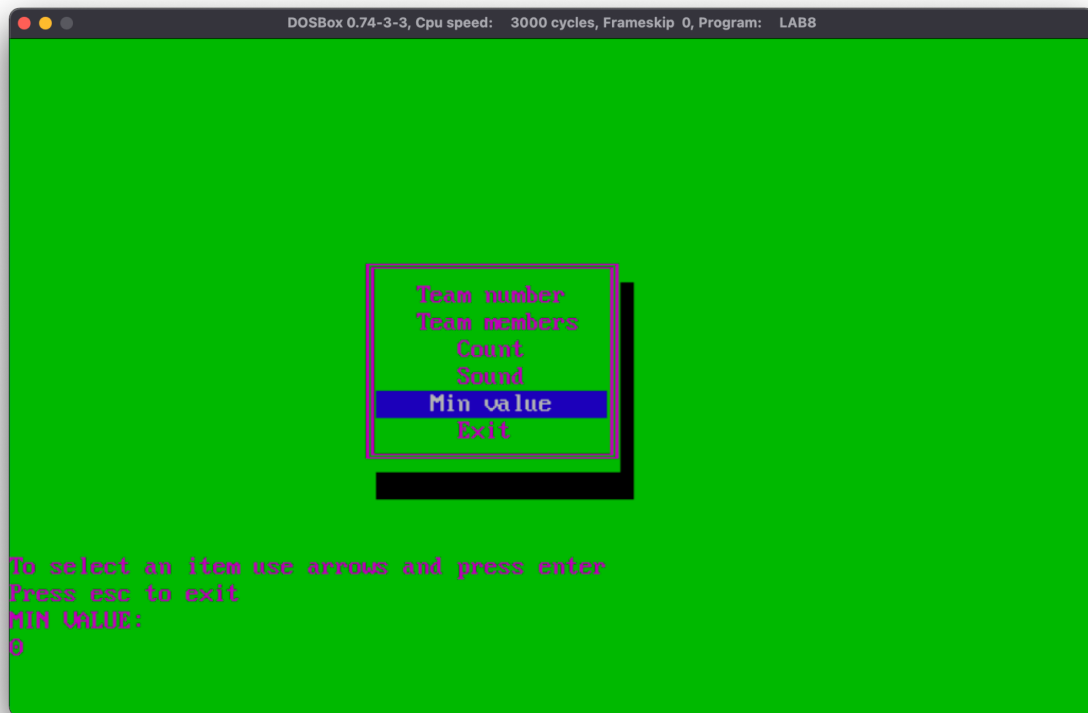 DOSBox 0.74-3-3, Cpu speed: 3000 cycles, Frameskip 0, Program: LAB8
Team number
Team members
Count
Sound
Min value
Exit
To select an item use arrows and press enter
Press esc to exit
MIN VALUE:
0